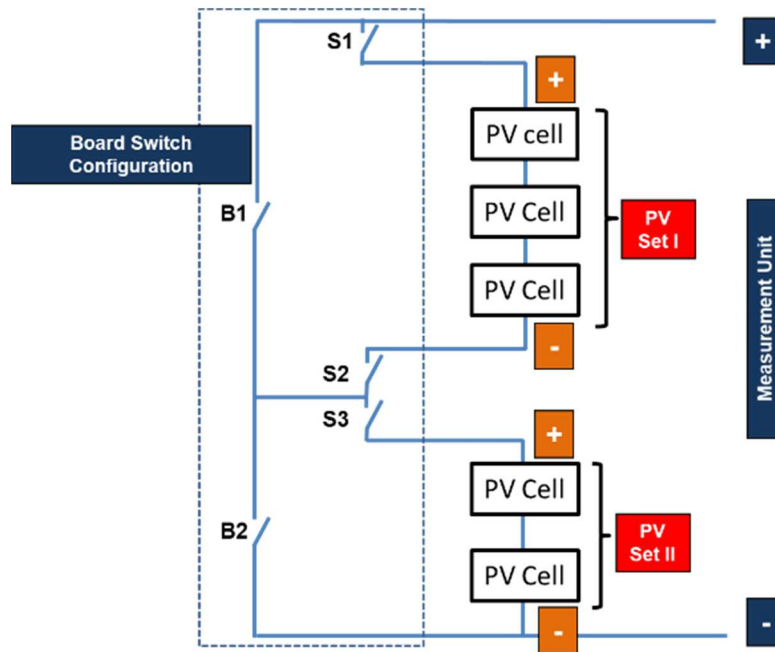 S1
+
+
Board Switch
Configuration
PV cell
B1
PV Cell
PV
Set I
PV Cell
Measurement Unit
-
S2
S3
+
PV Cell
B2
PV
Set II
PV Cell
-
-